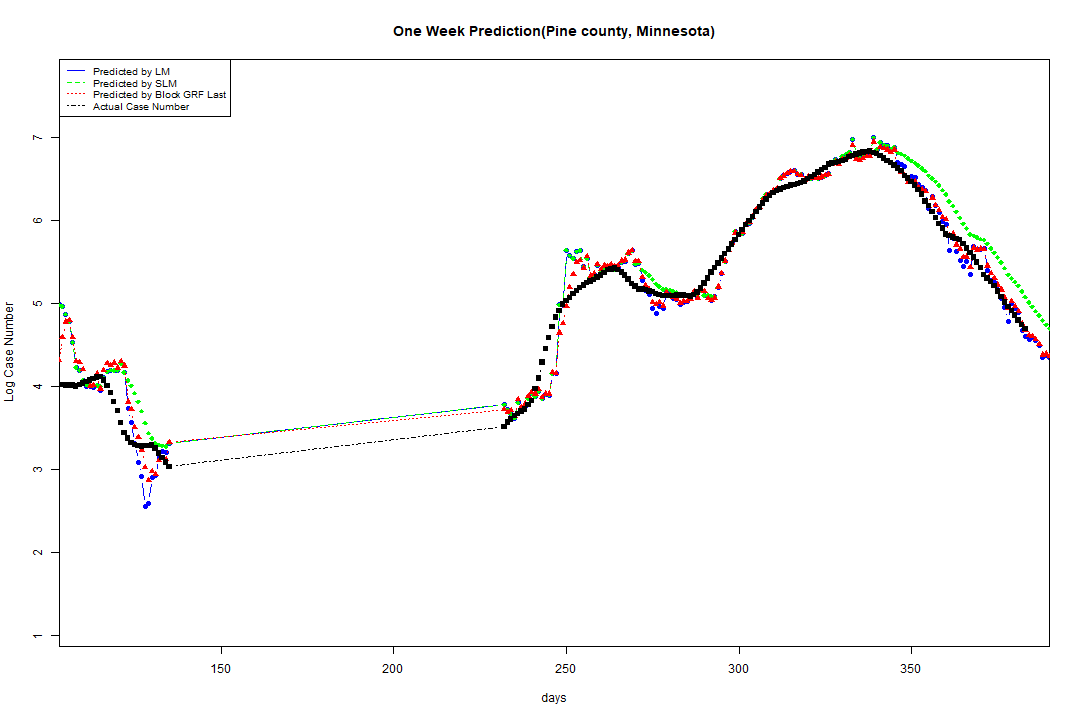 One Week Prediction(Pine county, Minnesota)
Predicted by LM
Predicted by SLM
Predicted by Block GRF Last
Actual Case Number
7
6
5
4
3
2
1
Log Case Number
150 200 250 300 350
days